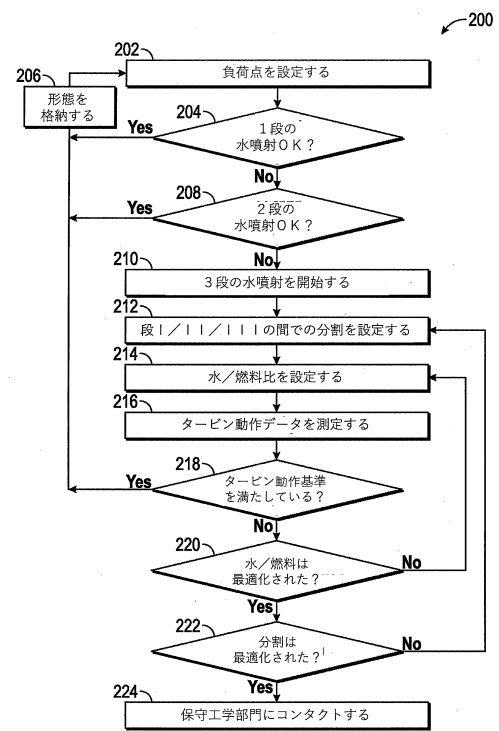 200
202
負荷点を設定する
206
形態を
格納する
204
Yes
1段の
水噴射OK?
No
208
Yes
2段の
水噴射OK?
No
210
3段の水噴射を開始する
212
段I/II/IIIの間での分割を設定する
214
水/燃料比を設定する
216
タービン動作データを測定する
218
Yes
タービン動作基準
を満たしている?
No
220
水/燃料は
最適化された?
No
Yes
222
分割は
最適化された?
No
Yes
224
保守工学部門にコンタクトする